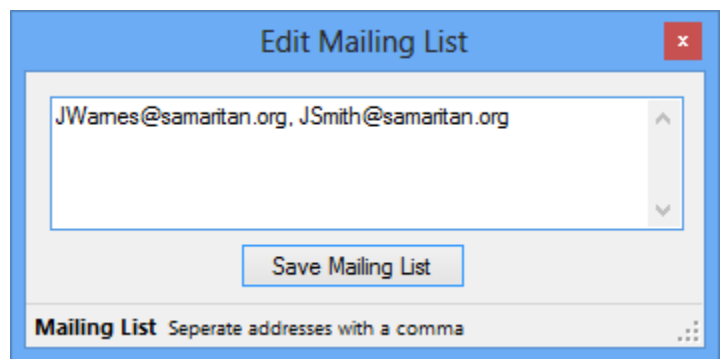 Edit Mailing List
x
JWarnes@samaritan.org, JSmith@samaritan.org
Save Mailing List
Mailing List Seperate addresses with a comma